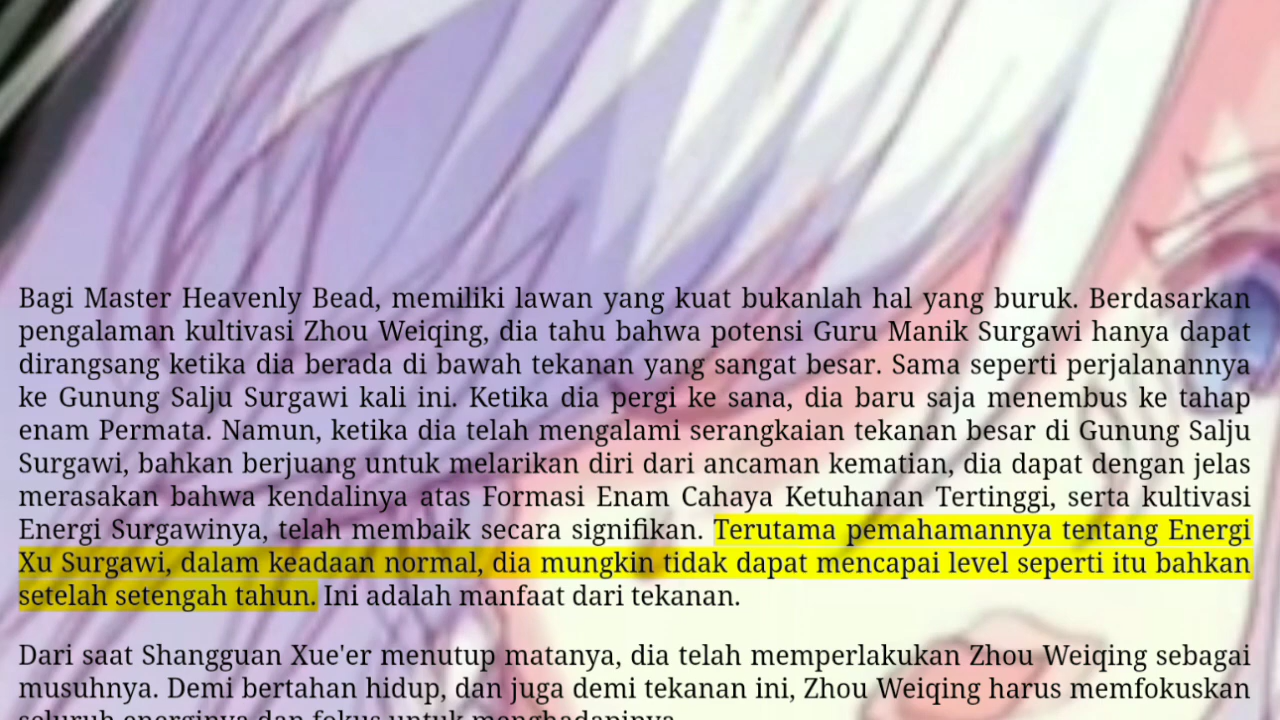 Bagi Master Heavenly Bead, memiliki lawan yang kuat bukanlah hal yang buruk. Berdasarkan
pengalaman kultivasi Zhou Weiqing, dia tahu bahwa potensi Guru Manik Surgawi hanya dapat
dirangsang ketika dia berada di bawah tekanan yang sangat besar. Sama seperti perjalanannya
ke Gunung Salju Surgawi kali ini. Ketika dia pergi ke sana, dia baru saja menembus ke tahap
enam Permata. Namun, ketika dia telah mengalami serangkaian tekanan besar di Gunung Salju
Surgawi, bahkan berjuang untuk melarikan diri dari ancaman kematian, dia dapat dengan jelas
merasakan bahwa kendalinya atas Formasi Enam Cahaya Ketuhanan Tertinggi, serta kultivasi
Energi Surgawinya, telah membaik secara signifikan. Terutama pemahamannya tentang Energi
Xu Surgawi, dalam keadaan normal, dia mungkin tidak dapat mencapai level seperti itu bahkan
setelah setengah tahun. Ini adalah manfaat dari tekanan.
Dari saat Shangguan Xue'er menutup matanya, dia telah memperlakukan Zhou Weiqing sebagai
musuhnya. Demi bertahan hidup, dan juga demi tekanan ini, Zhou Weiqing harus memfokuskan
seluruh energinya dan fokus untuk menghadapinya.